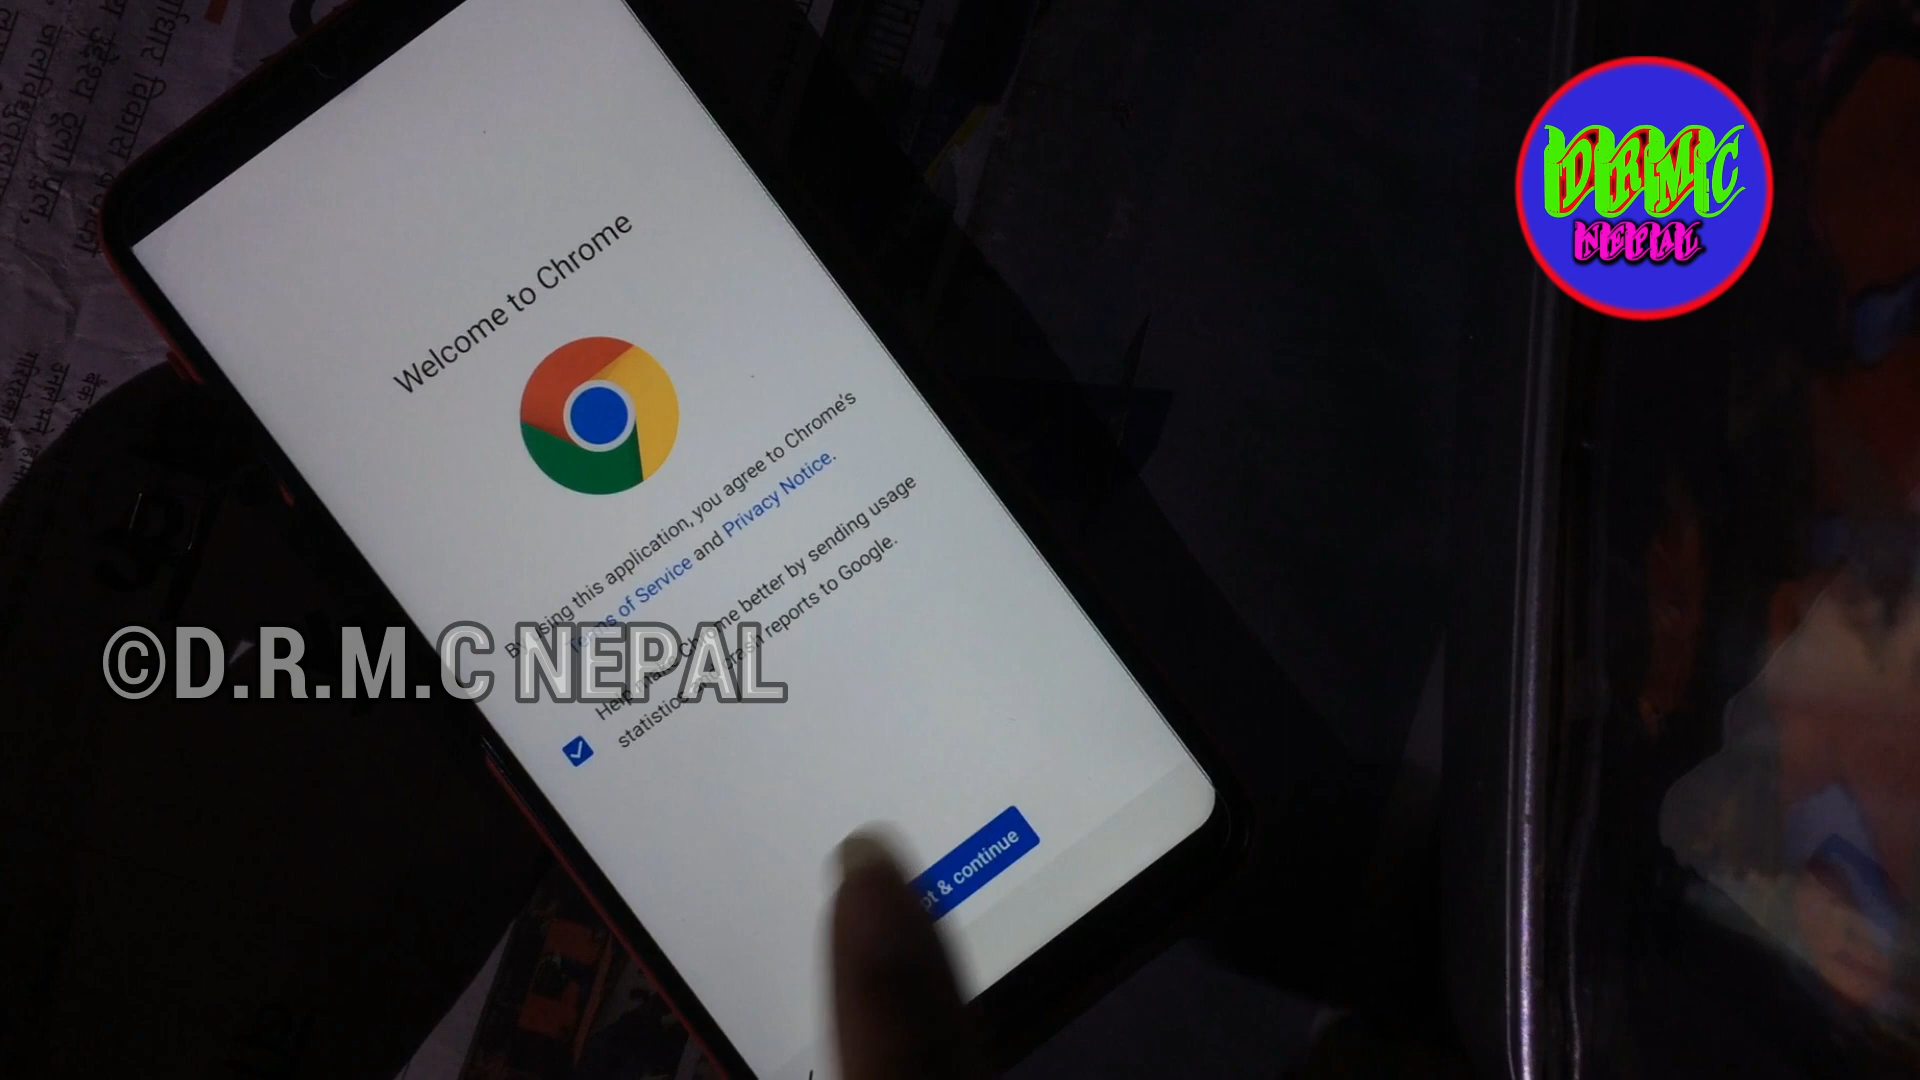 Welcome to Chrome
By using this application, you agree to Chrome's
Terms of Service and Privacy Notice.
Help make Chrome better by sending usage
statistics and crash reports to Google.
& continue
©D.R.M.C NEPAL
DRMC
NEPAL